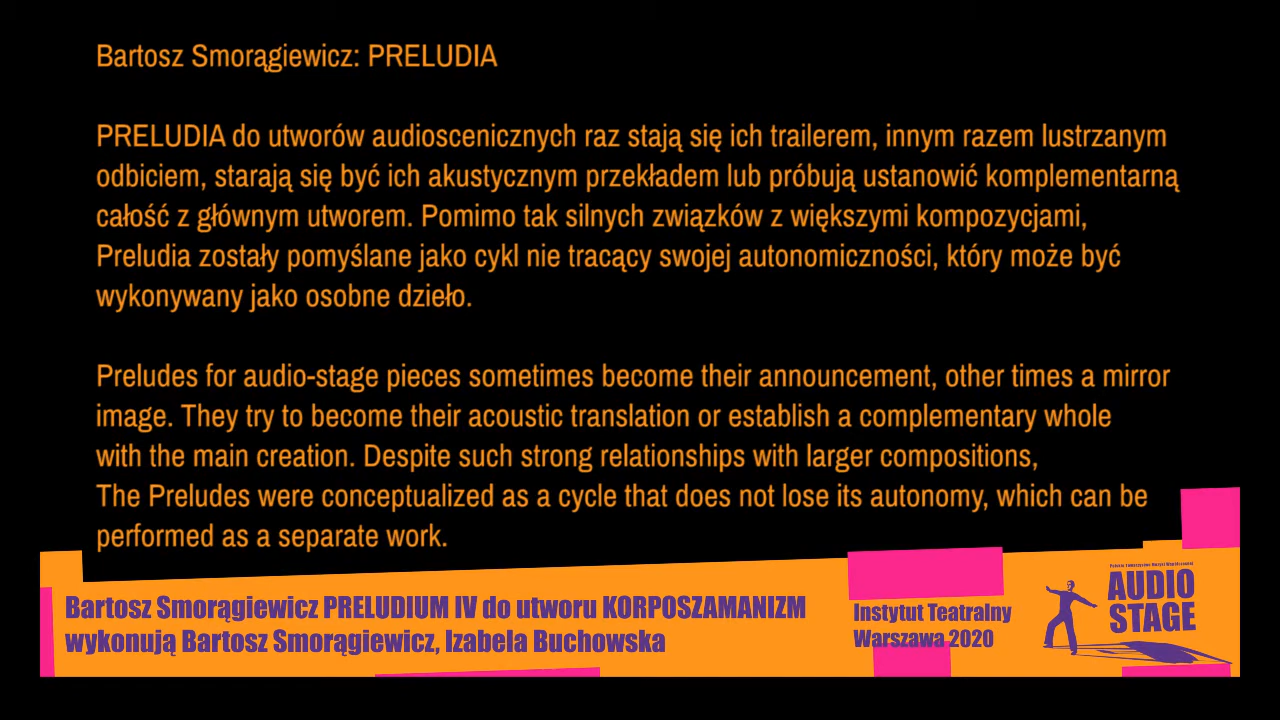 Bartosz Smorągiewicz: PRELUDIA
PRELUDIA do utworów audioscenicznych raz stają się ich trailerem, innym razem lustrzanym
odbiciem, starają się być ich akustycznym przekładem lub próbują ustanowić komplementarną
całość z głównym utworem. Pomimo tak silnych związków z większymi kompozycjami,
Preludia zostały pomyślane jako cykl nie tracący swojej autonomiczności, który może być
wykonywany jako osobne dzieło.
Preludes for audio-stage pieces sometimes become their announcement, other times a mirror
image. They try to become their acoustic translation or establish a complementary whole
with the main creation. Despite such strong relationships with larger compositions,
The Preludes were conceptualized as a cycle that does not lose its autonomy, which can be
performed as a separate work.
Bartosz Smorągiewicz PRELUDIUM IV do utworu KORPOSZAMANIZM
wykonują Bartosz Smorągiewicz, Izabela Buchowska
Instytut Teatralny
Warszawa 2020
Polskie Towarzystwo Muzyki Współczesnej
AUDIO
STAGE